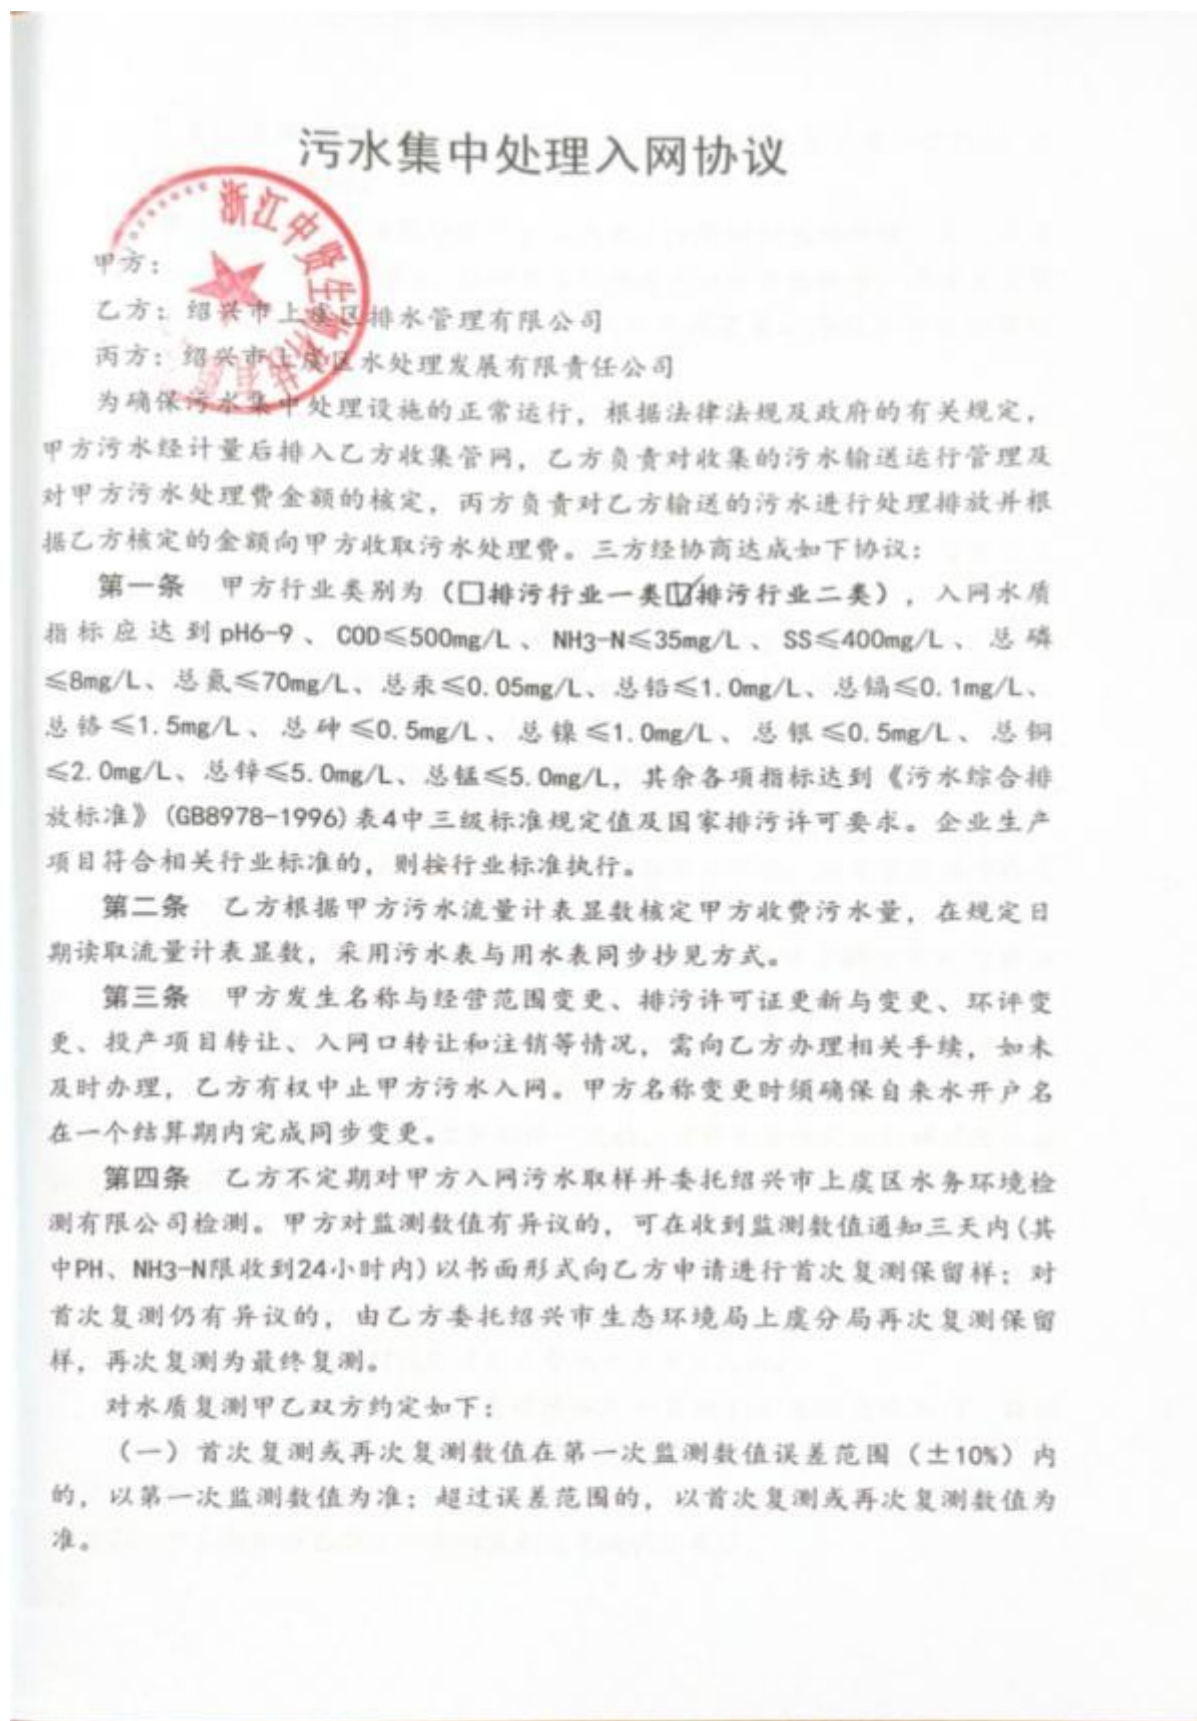 污水集中处理入网协议
浙江中
甲方:
乙方:绍兴市上虞区排水管理有限公司
丙方:绍兴市上虞区水处理发展有限责任公司
为确保污水集中处理设施的正常运行,根据法律法规及政府的有关规定,
甲方污水经计量后排入乙方收集管网,乙方负责对收集的污水输送运行管理及
对甲方污水处理费金额的核定,丙方负责对乙方输送的污水进行处理排放并根
据乙方核定的金额向甲方收取污水处理费。三方经协商达成如下协议:
第一条 甲方行业类别为(□排污行业一类☑排污行业二类),入网水质
指标应达到pH6-9、COD≤500mg/L、NH3-N≤35mg/L、SS≤400mg/L、总磷
≤8mg/L、总氮≤70mg/L、总汞≤0.05mg/L、总铅≤1.0mg/L、总镉≤0.1mg/L、
总铬≤1.5mg/L、总砷≤0.5mg/L、总镍≤1.0mg/L、总银≤0.5mg/L、总铜
≤2.0mg/L、总锌≤5.0mg/L、总锰≤5.0mg/L,其余各项指标达到《污水综合排
放标准》(GB8978-1996)表4中三级标准规定值及国家排污许可要求。企业生产
项目符合相关行业标准的,则按行业标准执行。
第二条 乙方根据甲方污水流量计表显数核定甲方收费污水量,在规定日
期读取流量计表显数,采用污水表与用水表同步抄见方式。
第三条 甲方发生名称与经营范围变更、排污许可证更新与变更、环评变
更、投产项目转让、入网口转让和注销等情况,需向乙方办理相关手续,如未
及时办理,乙方有权中止甲方污水入网。甲方名称变更时须确保自来水开户名
在一个结算期内完成同步变更。
第四条 乙方不定期对甲方入网污水取样并委托绍兴市上虞区水务环境检
测有限公司检测。甲方对监测数值有异议的,可在收到监测数值通知三天内(其
中PH、NH3-N限收到24小时内)以书面形式向乙方申请进行首次复测保留样;对
首次复测仍有异议的,由乙方委托绍兴市生态环境局上虞分局再次复测保留
样,再次复测为最终复测。
对水质复测甲乙双方约定如下:
(一)首次复测或再次复测数值在第一次监测数值误差范围(±10%)内
的,以第一次监测数值为准;超过误差范围的,以首次复测或再次复测数值为
准。